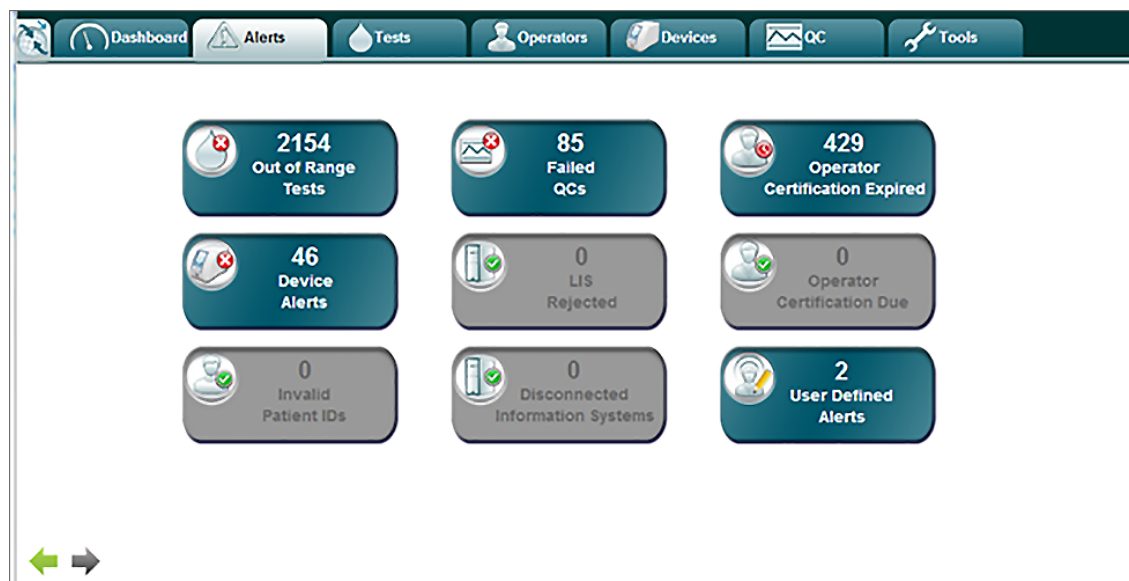 Dashboard
Alerts
Tests
Operators
Devices
QC
Tools
2154
Out of Range
Tests
85
Failed
QCs
429
Operator
Certification Expired
46
Device
Alerts
0
LIS
Rejected
0
Operator
Certification Due
0
Invalid
Patient IDs
0
Disconnected
Information Systems
2
User Defined
Alerts